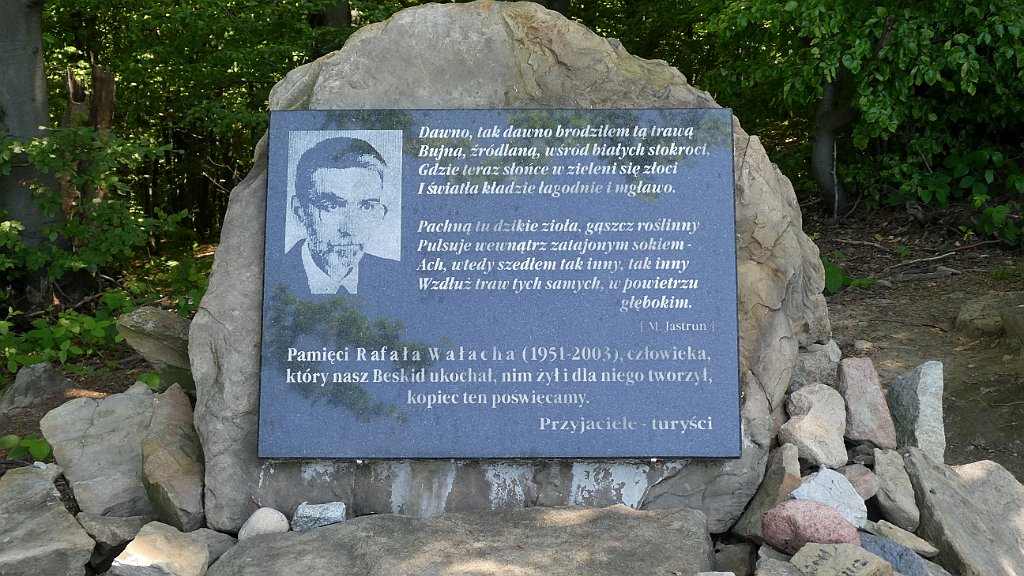 Dawno, tak dawno brodziłem tą trawą
Bujną, źródlaną, wśród białych stokroci,
Gdzie teraz słońce w zieleni się złoci
I światła kładzie łagodnie i mgławo.
Pachną tu dzikie zioła, gąszcz roślinny
Pulsuje wewnątrz zatajonym sokiem -
Ach, wtedy szedłem tak inny, tak inny
Wzdłuż traw tych samych, w powietrzu
głębokim.
( M. Jastrun )
Pamięci Rafała Wałacha (1951-2003), człowieka,
który nasz Beskid ukochał, nim żył i dla niego tworzył,
kopiec ten poświęcamy.
Przyjaciele - turyści